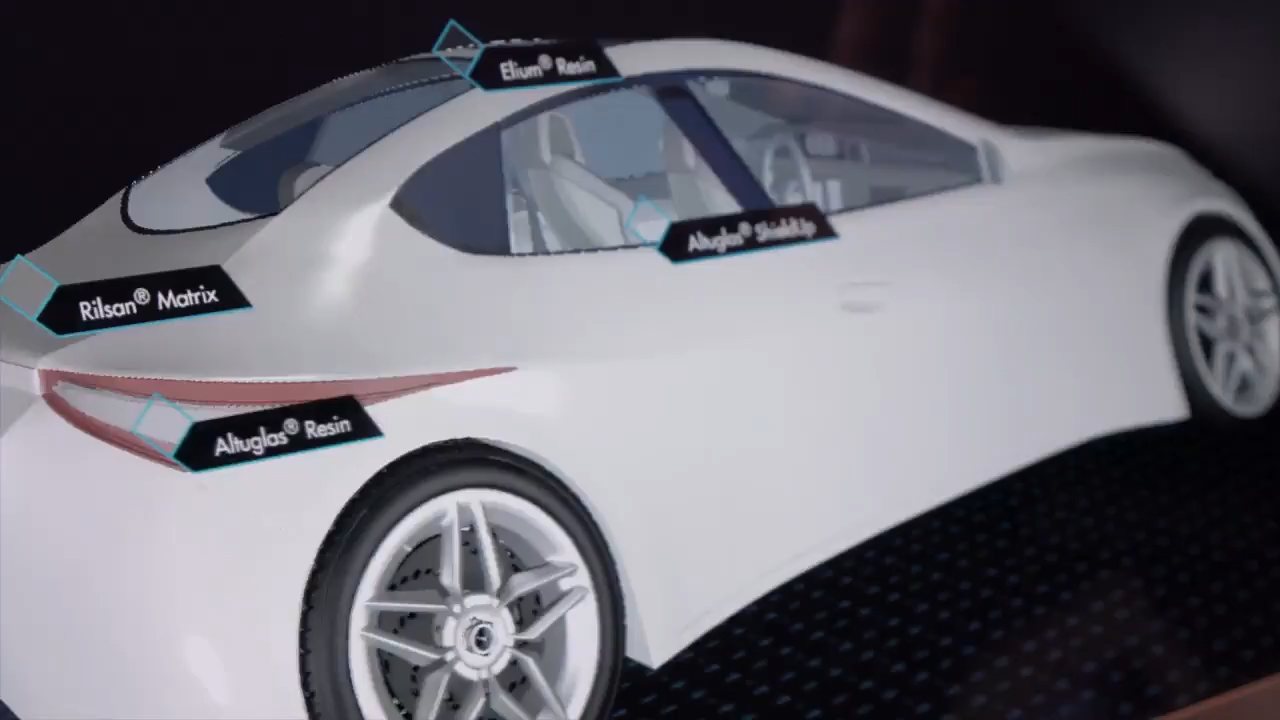 Elium® Resin
Altuglas® ShieldUp
Rilsan® Matrix
Altuglas® Resin